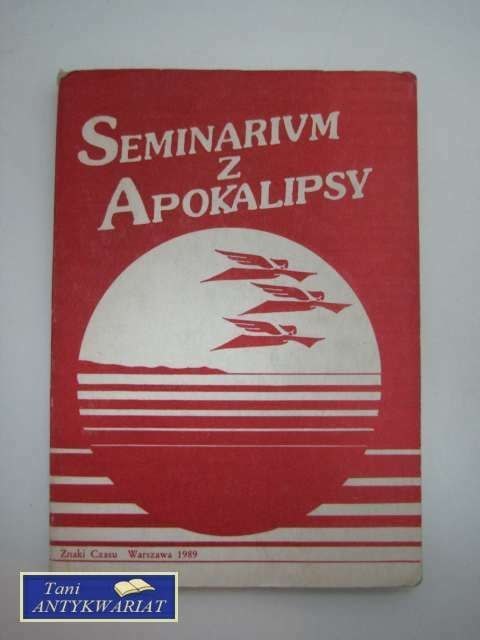 SEMINARIVM
Z
APOKALIPSY
Znaki Czasu Warszawa 1989
Tani
ANTYKWARIAT